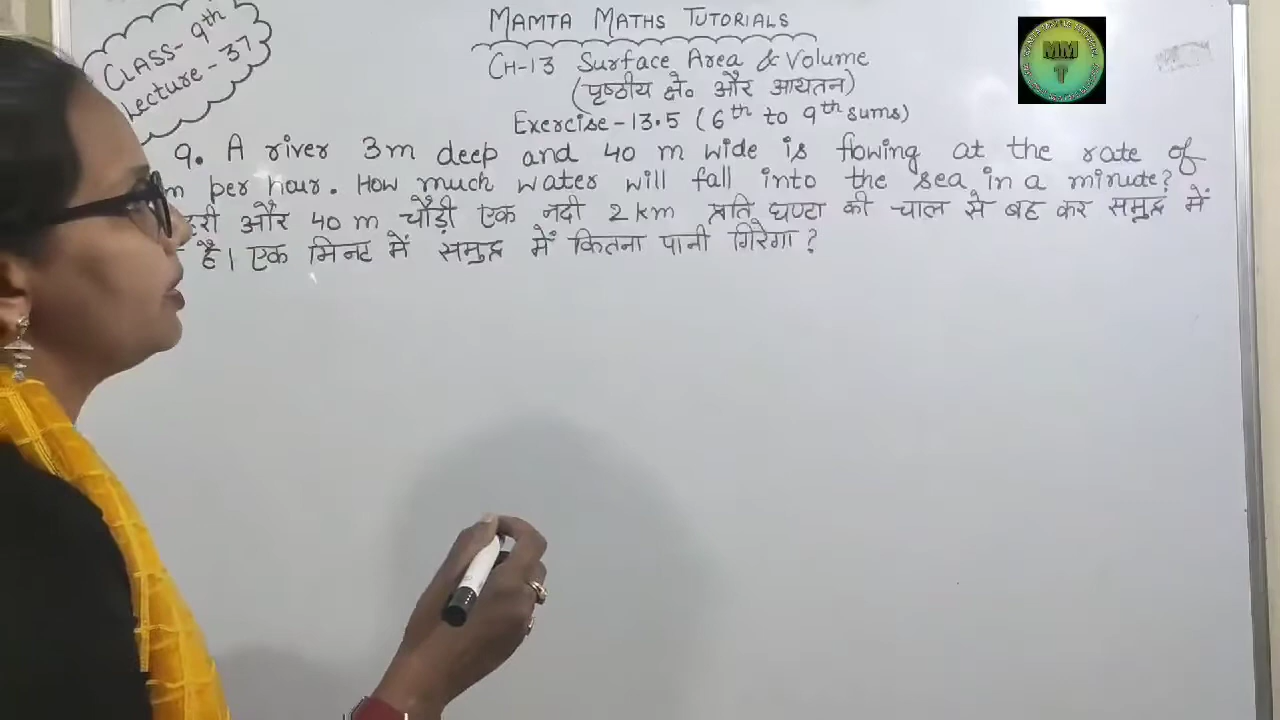 CLASS- 9th
Lecture - 37
MAMTA MATHS TUTORIALS
CH-13 Surface Area & Volume
(पृष्ठीय क्षे० और आयतन)
Exercise-13.5 (6th to 9th sums)
MM
T
9. A river 3m deep and 40 m wide is flowing at the rate of
m per hour. How much water will fall into the sea in a minute?
और 40 m चौड़ी एक नदी 2km प्रति घण्टा की चाल से बह कर समुद्र में
है। एक मिनट में समुद्र में कितना पानी गिरेगा?